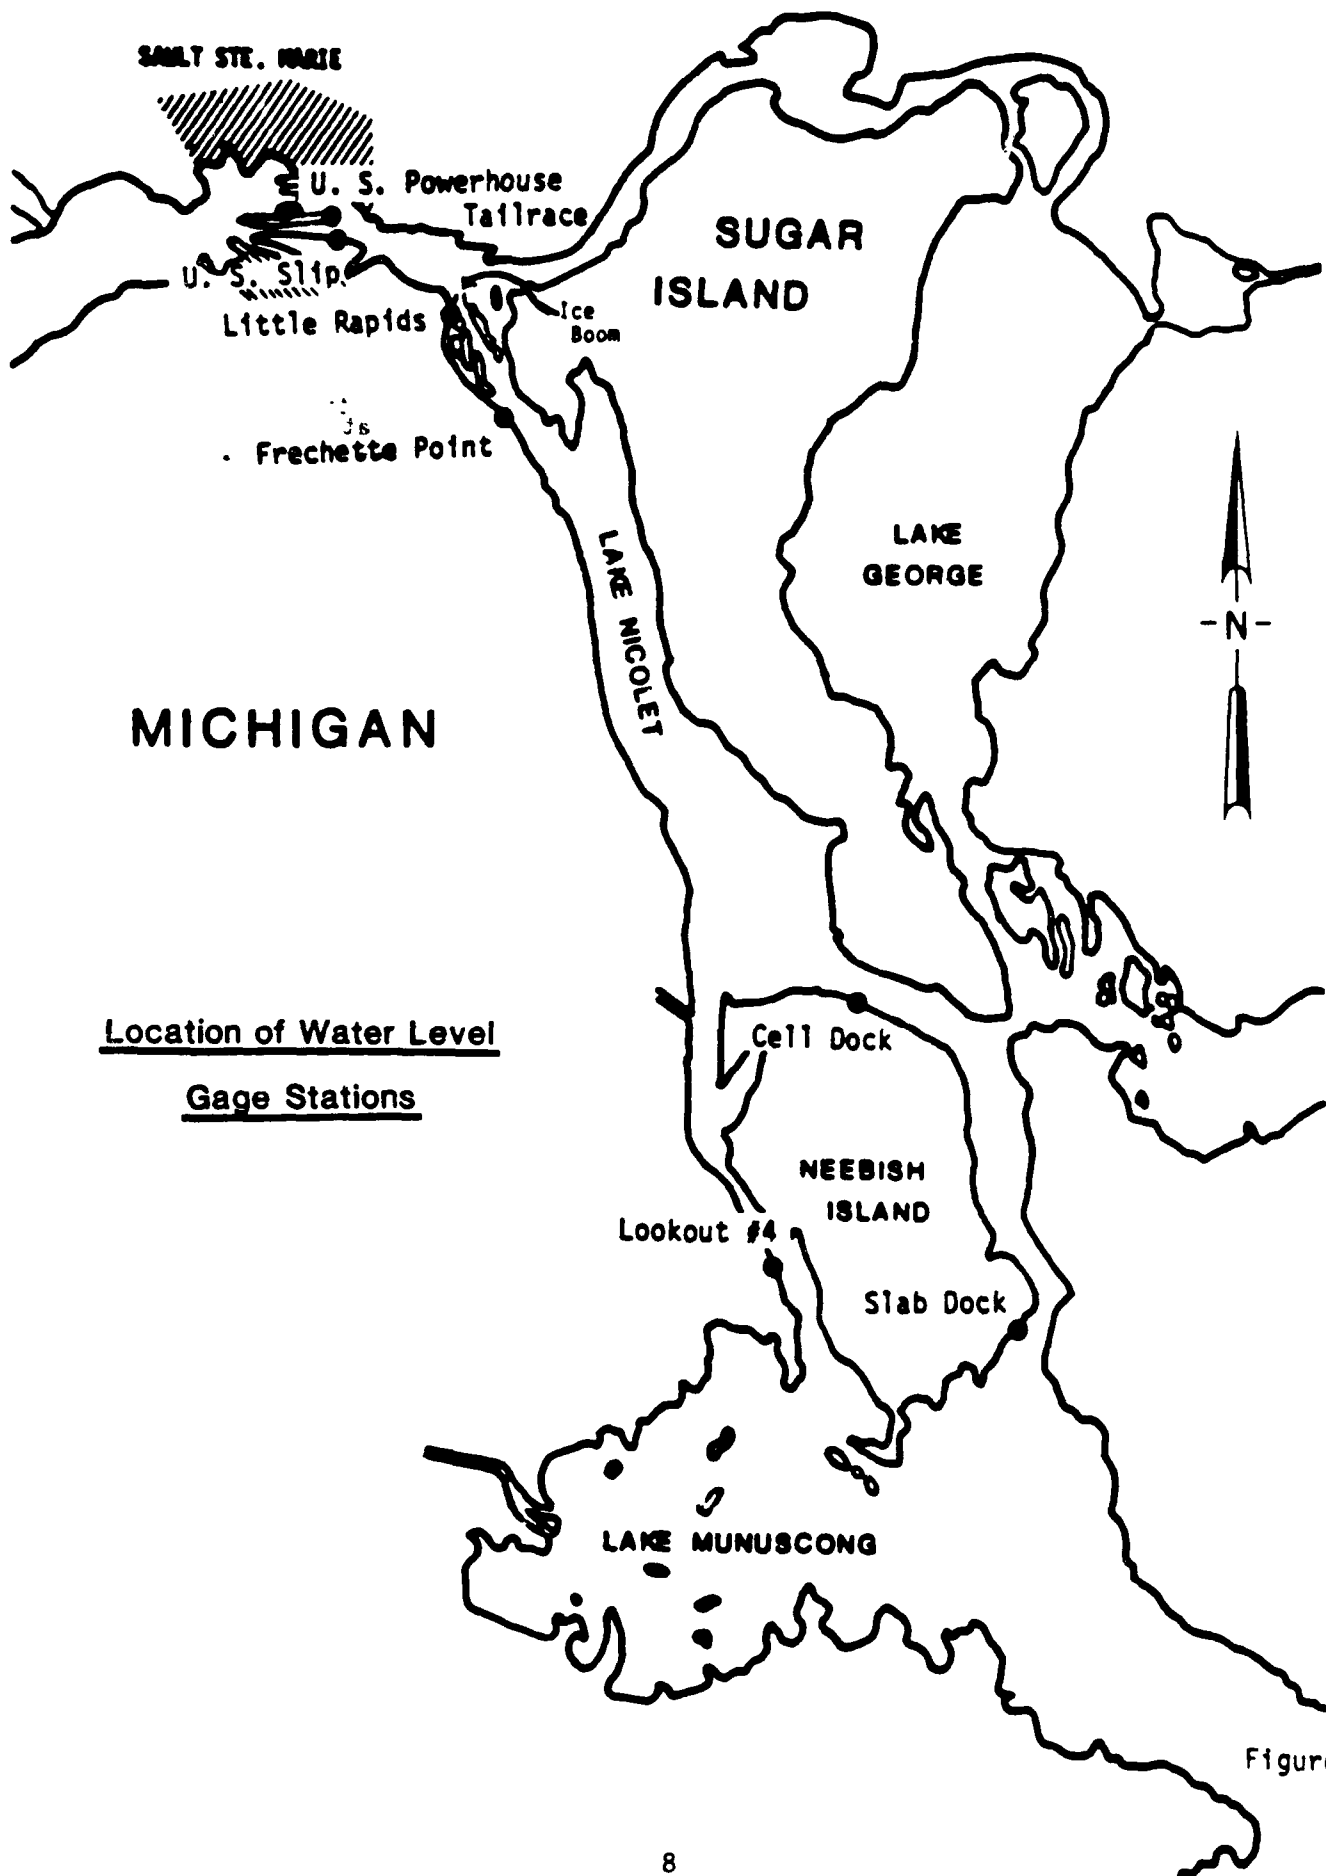 SAULT STE. MARIE
U. S. Powerhouse
Tailrace
SUGAR
ISLAND
U. S. Slip
Little Rapids
Ice
Boom
Frechette Point
LAKE
GEORGE
LAKE NICOLET
-N-
MICHIGAN
Location of Water Level
Gage Stations
Cell Dock
NEEBISH
ISLAND
Lookout #4
Slab Dock
LAKE MUNUSCONG
Figure
8